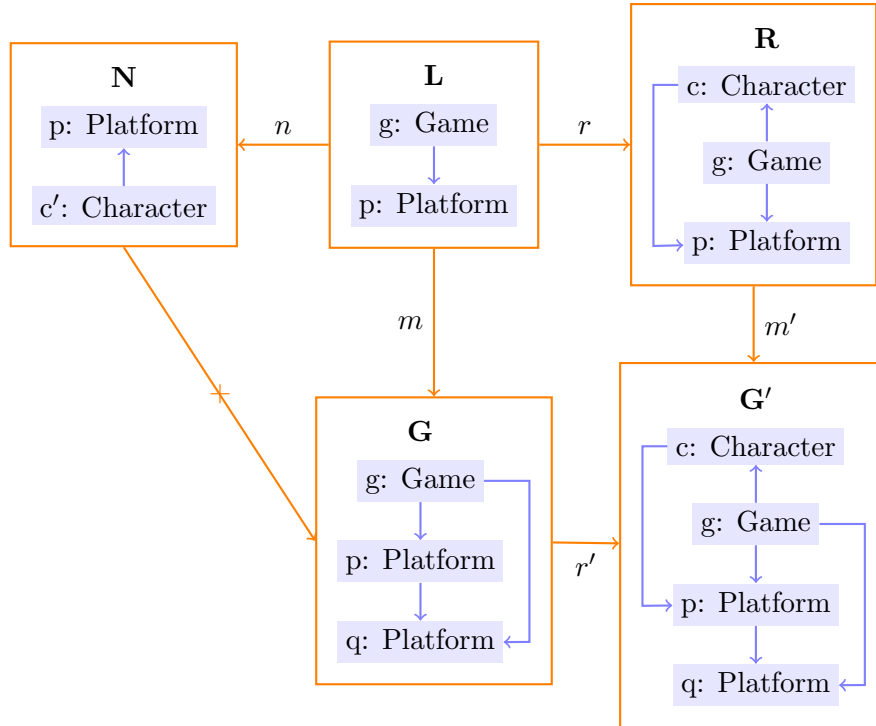 N
p: Platform
c′: Character
n
L
g: Game
p: Platform
r
R
c: Character
g: Game
p: Platform
m
m′
G
g: Game
p: Platform
q: Platform
r′
G′
c: Character
g: Game
p: Platform
q: Platform